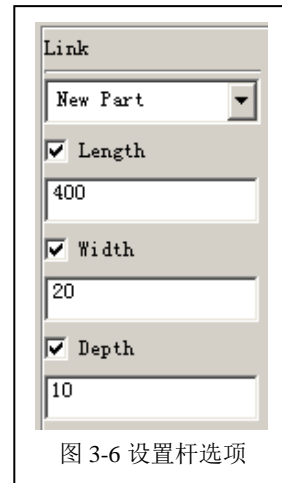 Link
New Part
Length
400
Width
20
Depth
10
图 3-6 设置杆选项